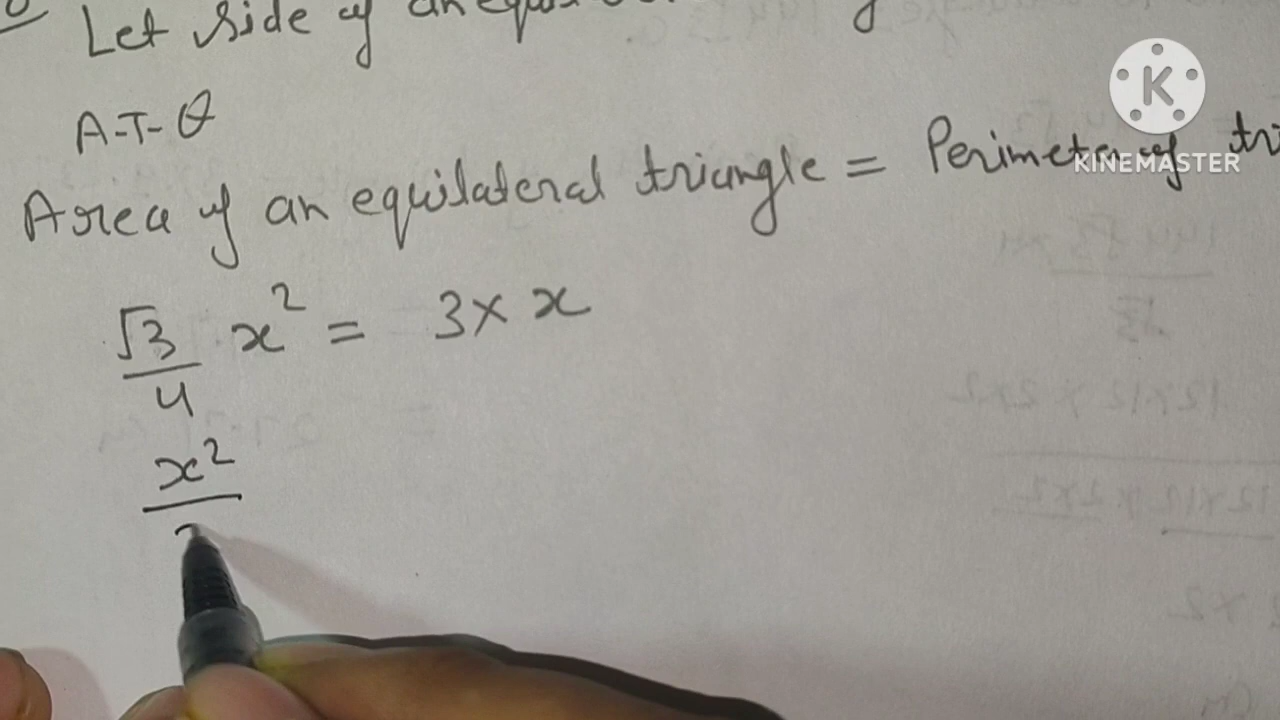 Let side of an
A-T-Q
Area of an equilateral triangle = Perimeter of
√3/4 x² = 3 × x
x²
K
KINEMASTER